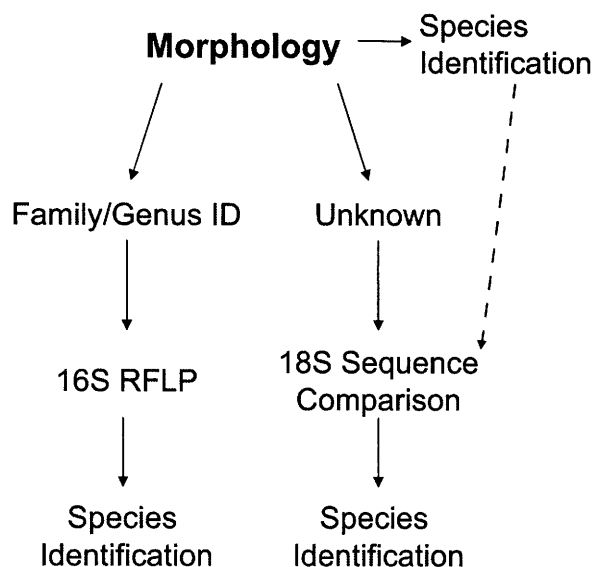 Morphology
Species
Identification
Family/Genus ID
Unknown
16S RFLP
18S Sequence
Comparison
Species
Identification
Species
Identification